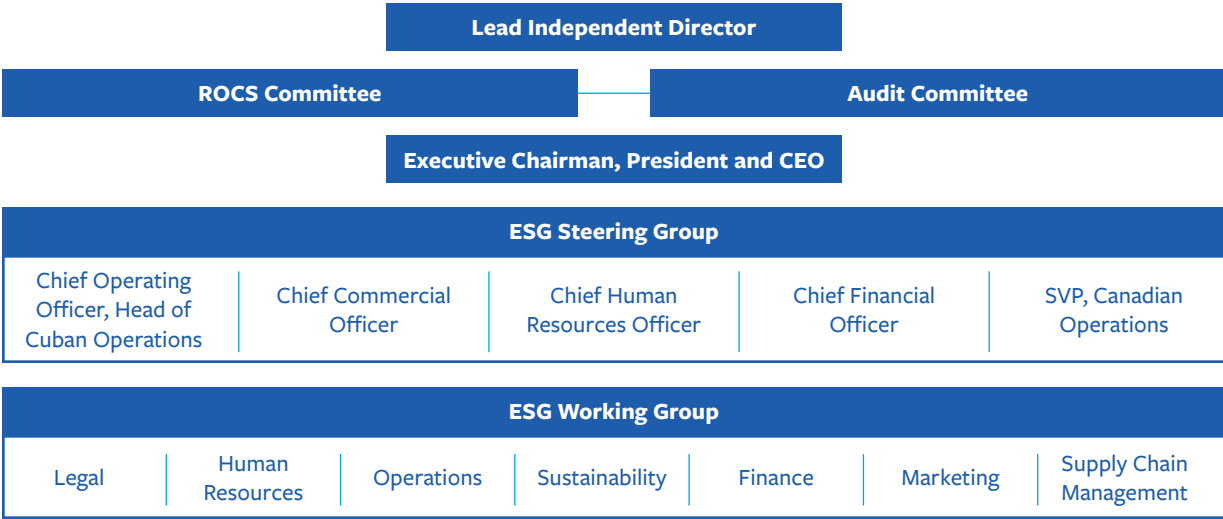 Lead Independent Director
ROCS Committee
Audit Committee
Executive Chairman, President and CEO
ESG Steering Group
Chief Operating
Officer, Head of
Cuban Operations
Chief Commercial
Officer
Chief Human
Resources Officer
Chief Financial
Officer
SVP, Canadian
Operations
ESG Working Group
Legal
Human
Resources
Operations
Sustainability
Finance
Marketing
Supply Chain
Management